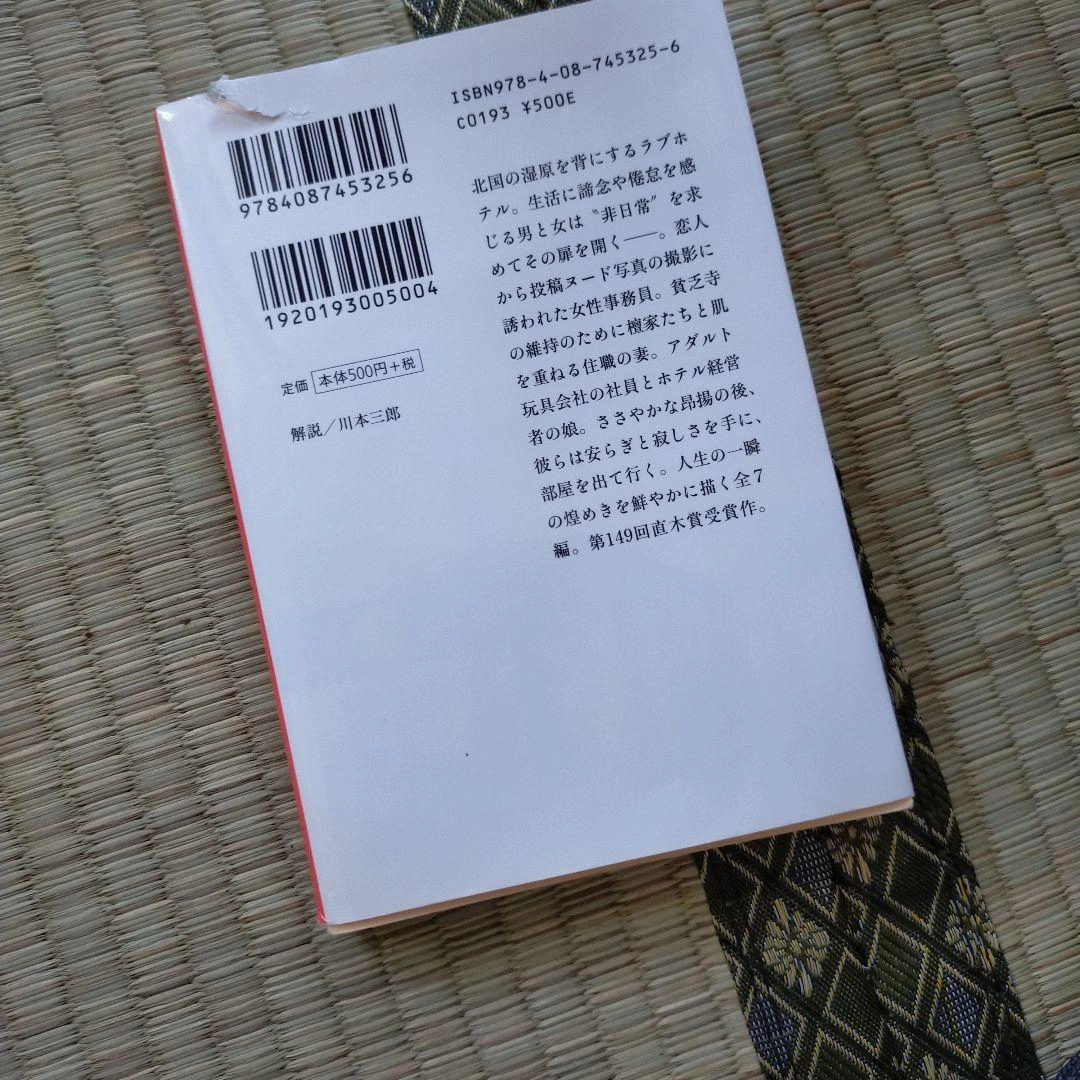 ISBN978-4-08-745325-6
C0193 ¥500E
9784087453256
1920193005004
定価 本体500円+税
解説/川本三郎
北国の湿原を背にするラブホ
テル。生活に諦念や倦怠を感
じる男と女は〝非日常〟を求
めてその扉を開く――。恋人
から投稿ヌード写真の撮影に
誘われた女性事務員。貧乏寺
の維持のために檀家たちと肌
を重ねる住職の妻。アダルト
玩具会社の社員とホテル経営
者の娘。ささやかな昂揚の後、
彼らは安らぎと寂しさを手に、
部屋を出て行く。人生の一瞬
の煌めきを鮮やかに描く全7
編。第149回直木賞受賞作。